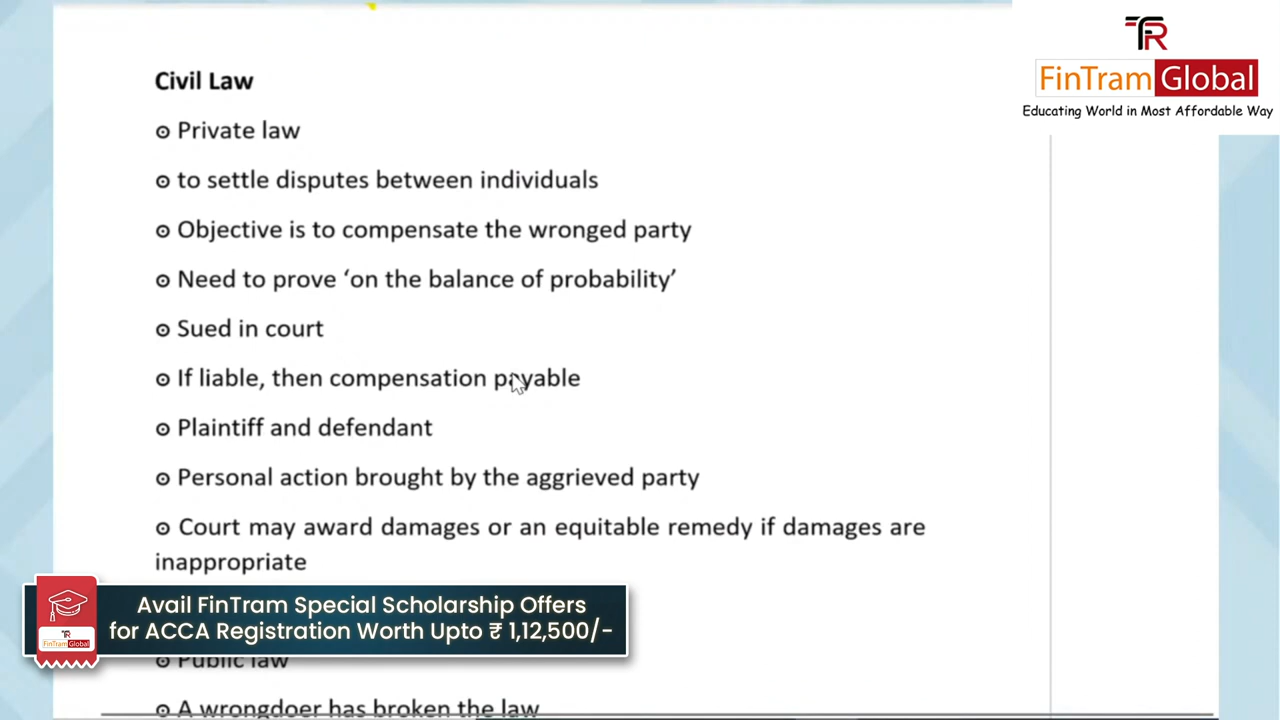 TR
FinTram Global
Educating World in Most Affordable Way
Civil Law
⊙ Private law
⊙ to settle disputes between individuals
⊙ Objective is to compensate the wronged party
⊙ Need to prove ‘on the balance of probability’
⊙ Sued in court
⊙ If liable, then compensation payable
⊙ Plaintiff and defendant
⊙ Personal action brought by the aggrieved party
⊙ Court may award damages or an equitable remedy if damages are
inappropriate
Avail FinTram Special Scholarship Offers
for ACCA Registration Worth Upto ₹ 1,12,500/-
TR
FinTram Global
⊙ Public law
⊙ A wrongdoer has broken the law